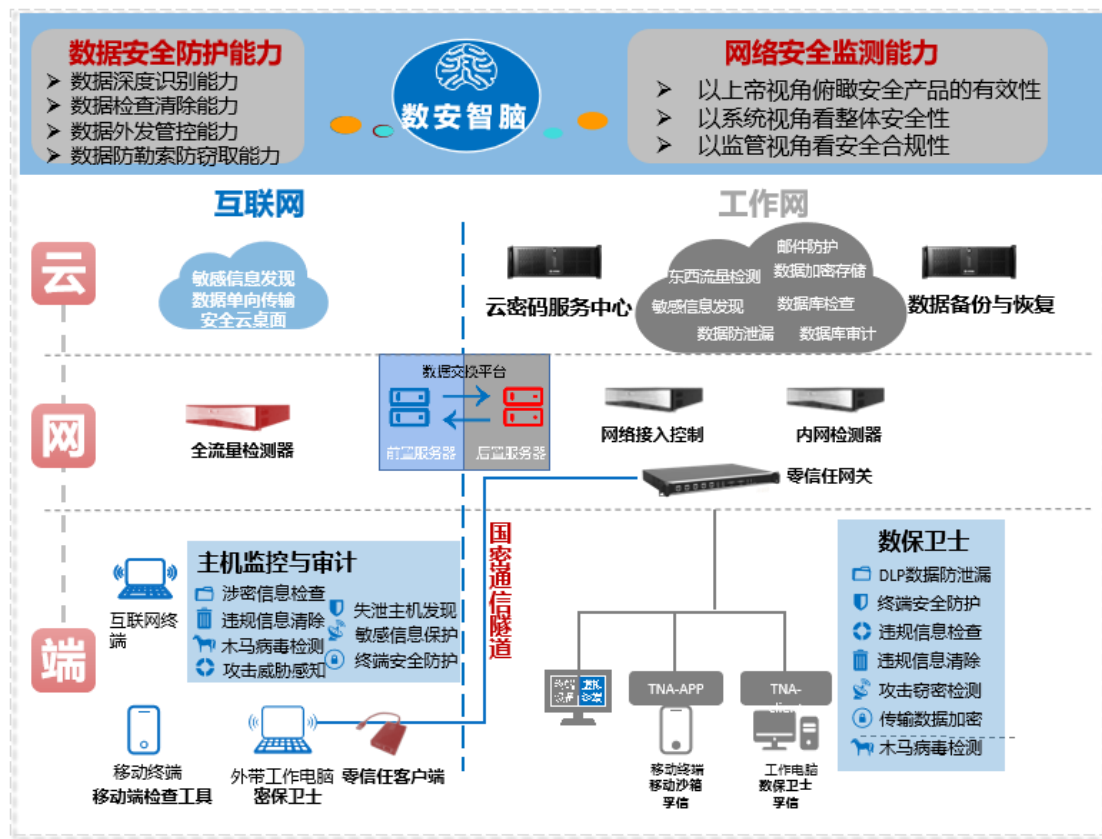 数据安全防护能力
数据深度识别能力
数据检查清除能力
数据外发管控能力
数据防勒索防窃取能力
数安智脑
网络安全监测能力
以上帝视角俯瞰安全产品的有效性
以系统视角看整体安全性
以监管视角看安全合规性
互联网
工作网
云
敏感信息发现
数据单向传输
安全云桌面
云密码服务中心
邮件防护
东西流量检测
数据加密存储
敏感信息发现
数据库检查
数据防泄漏
数据库审计
数据备份与恢复
网
全流量检测器
数据交换平台
前置服务器
后置服务器
网络接入控制
内网检测器
零信任网关
国密通信隧道
端
互联网终
端
主机监控与审计
涉密信息检查
违规信息清除
木马病毒检测
攻击威胁感知
失泄主机发现
敏感信息保护
终端安全防护
移动终端
移动端检查工具
外带工作电脑
密保卫士
零信任客户端
TNA-APP
移动终端
移动沙箱
孚信
TNA-
client
工作电脑
数保卫士
孚信
数保卫士
DLP数据防泄漏
终端安全防护
违规信息检查
违规信息清除
攻击窃密检测
传输数据加密
木马病毒检测